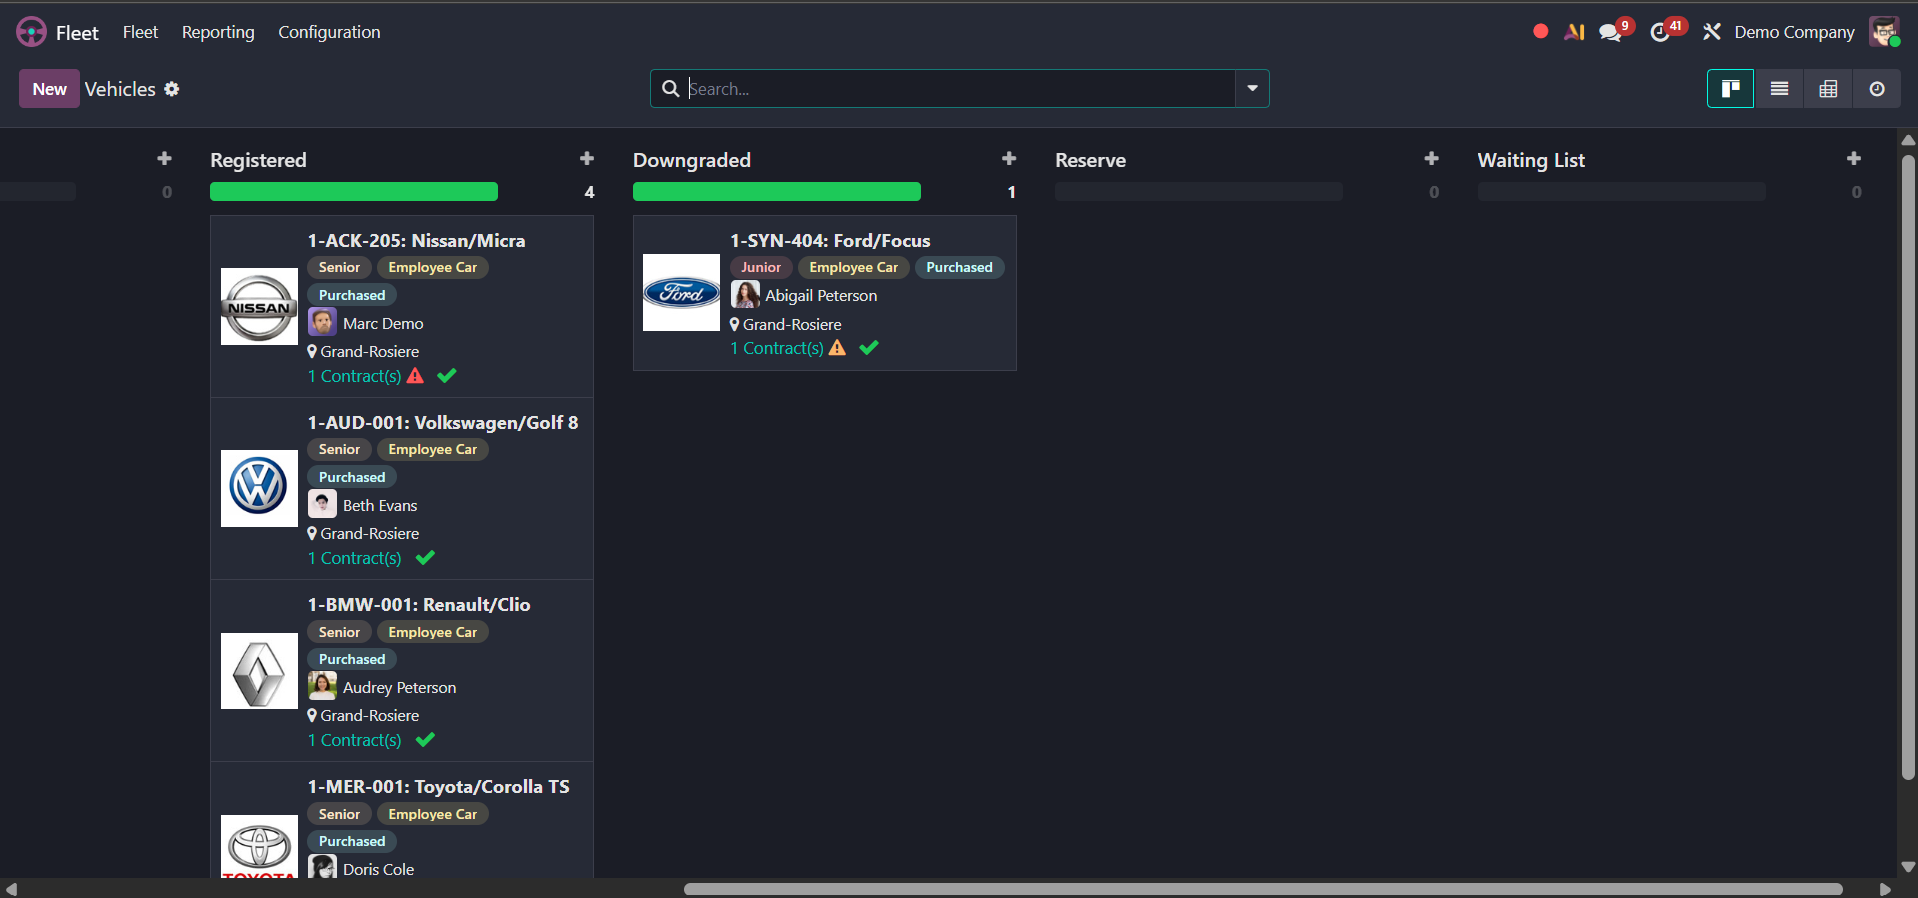 Fleet Fleet Reporting Configuration 9 41 Demo Company
New Vehicles Search...
Registered Downgraded Reserve Waiting List
0 4 1 0 0
1-ACK-205: Nissan/Micra
Senior Employee Car
Purchased
NISSAN
Marc Demo
Grand-Rosiere
1 Contract(s)
1-AUD-001: Volkswagen/Golf 8
Senior Employee Car
Purchased
Beth Evans
Grand-Rosiere
1 Contract(s)
1-BMW-001: Renault/Clio
Senior Employee Car
Purchased
Audrey Peterson
Grand-Rosiere
1 Contract(s)
1-MER-001: Toyota/Corolla TS
Senior Employee Car
Purchased
TOYOTA
Doris Cole
1-SYN-404: Ford/Focus
Junior Employee Car Purchased
Ford
Abigail Peterson
Grand-Rosiere
1 Contract(s)